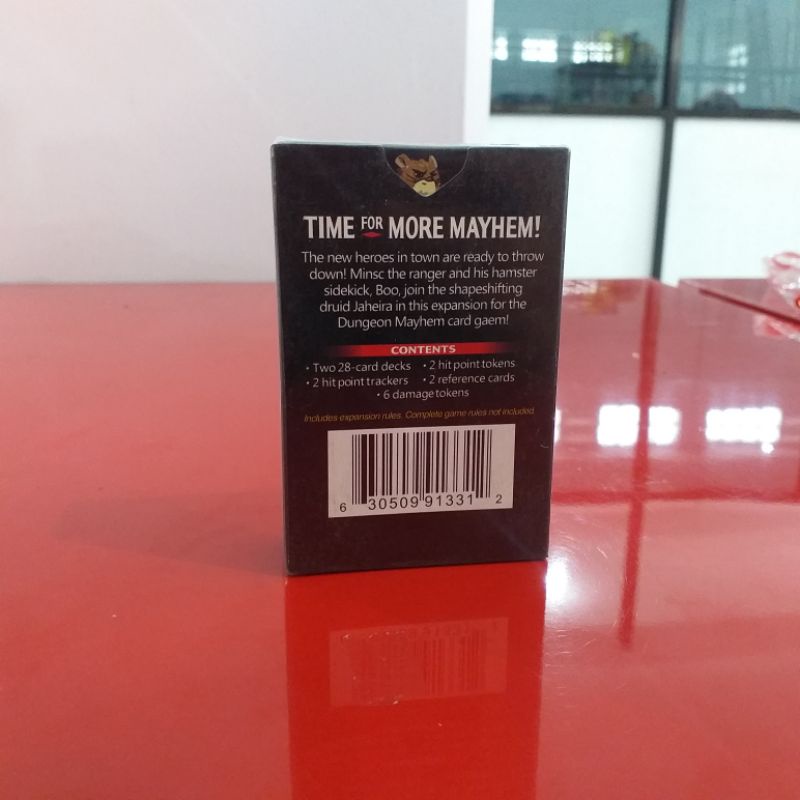 TIME FOR MORE MAYHEM!
The new heroes in town are ready to throw
down! Minsc the ranger and his hamster
sidekick, Boo, join the shapeshifting
druid Jaheira in this expansion for the
Dungeon Mayhem card gaem!
CONTENTS
• Two 28-card decks • 2 hit point tokens
• 2 hit point trackers • 2 reference cards
• 6 damage tokens
Includes expansion rules. Complete game rules not included.
6 30509 91331 2